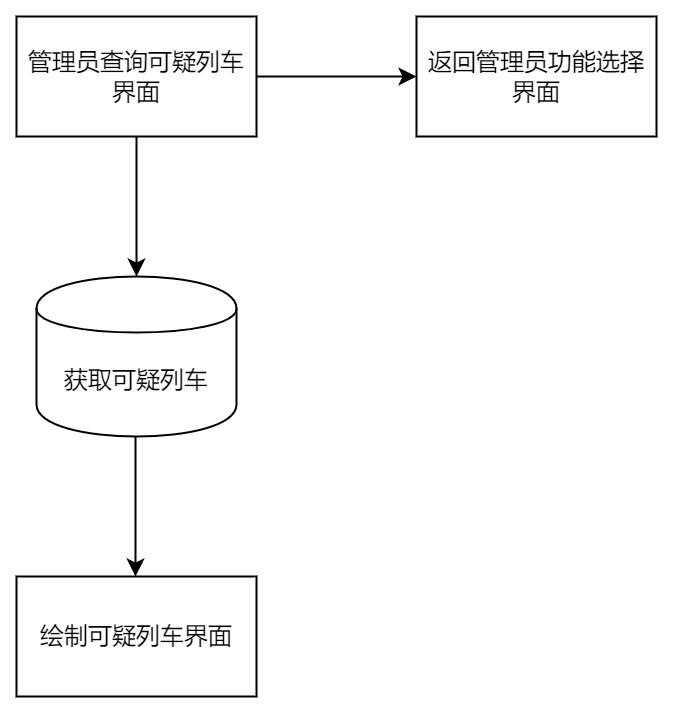 管理员查询可疑列车
界面
返回管理员功能选择
界面
获取可疑列车
绘制可疑列车界面